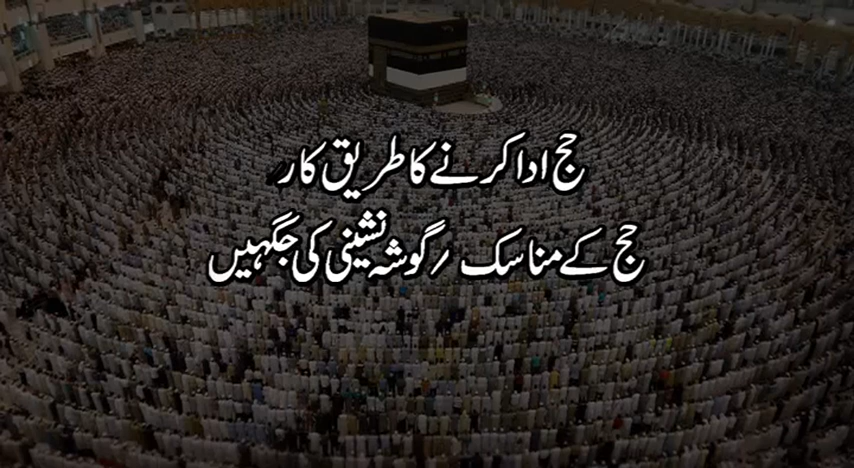 حج ادا کرنے کا طریق کار
حج کے مناسک / گوشہ نشینی کی جگہیں